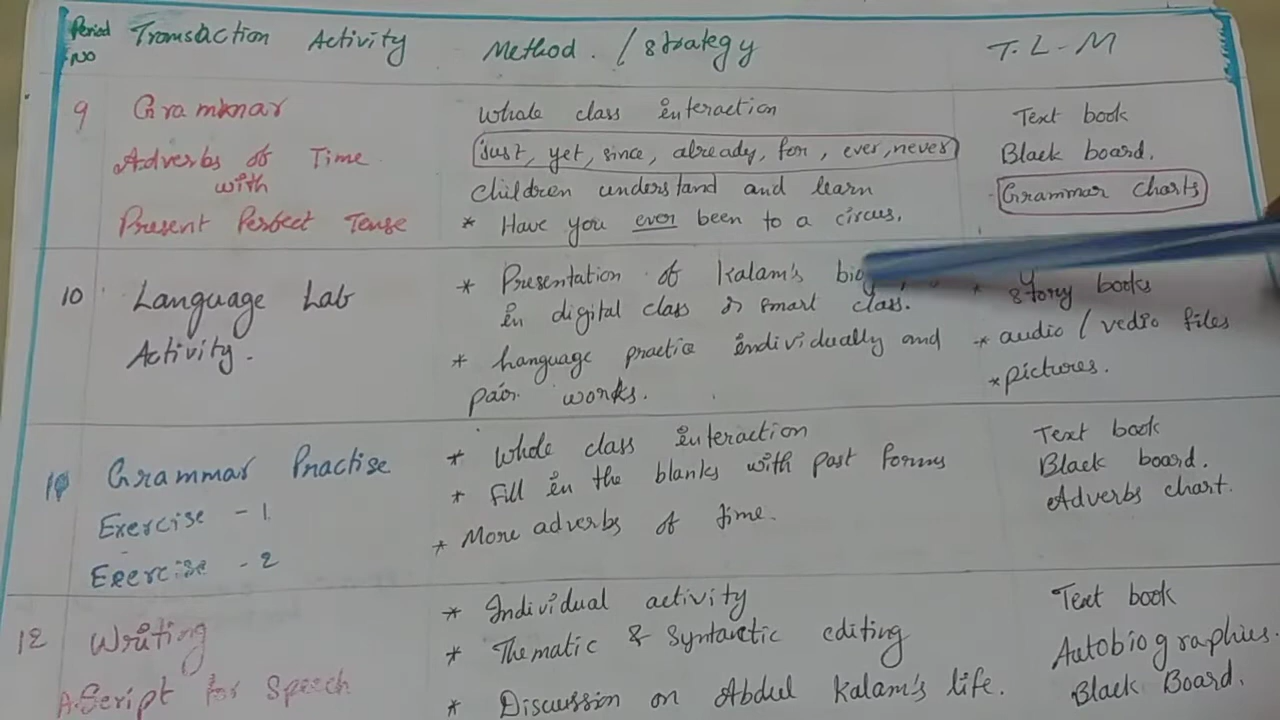 Period No Transaction Activity Method. / Strategy T.L-M
9 Grammar Whole class interaction Text book
Adverbs of Time just, yet, since, already, for, ever, never Black board.
with children understand and learn Grammar Charts
Present Perfect Tense * Have you ever been to a circus.
10 Language Lab * Presentation of Kalam's * Story books
Activity. in digital class or smart class. * audio / vedio files
* Language practice individually and * pictures.
pair works.
11 Grammar Practise * Whole class interaction Text book
Exercise - 1. * Fill in the blanks with past forms Black board.
Exercise - 2 * More adverbs of time. Adverbs chart.
12 Writing * Individual activity Text book
A. Script for Speech * Thematic & Syntactic editing Autobiographies.
* Discussion on Abdul Kalam's life. Black Board.